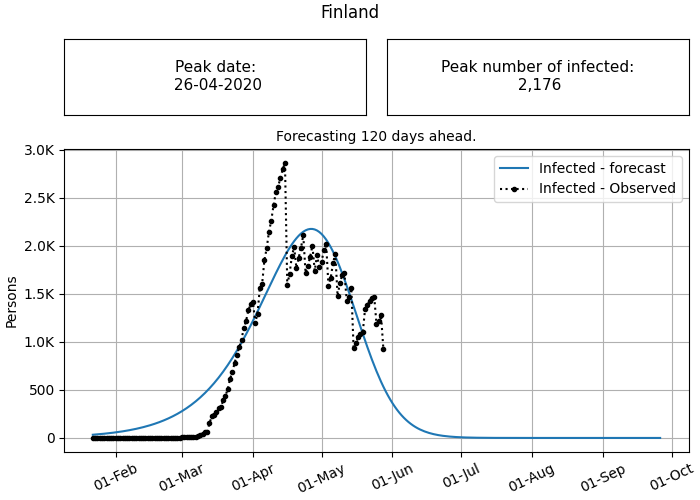 Finland
Peak date:
26-04-2020
Peak number of infected:
2,176
Forecasting 120 days ahead.
3.0K
2.5K
2.0K
1.5K
1.0K
500
0
Persons
Infected - forecast
Infected - Observed
01-Feb
01-Mar
01-Apr
01-May
01-Jun
01-Jul
01-Aug
01-Sep
01-Oct